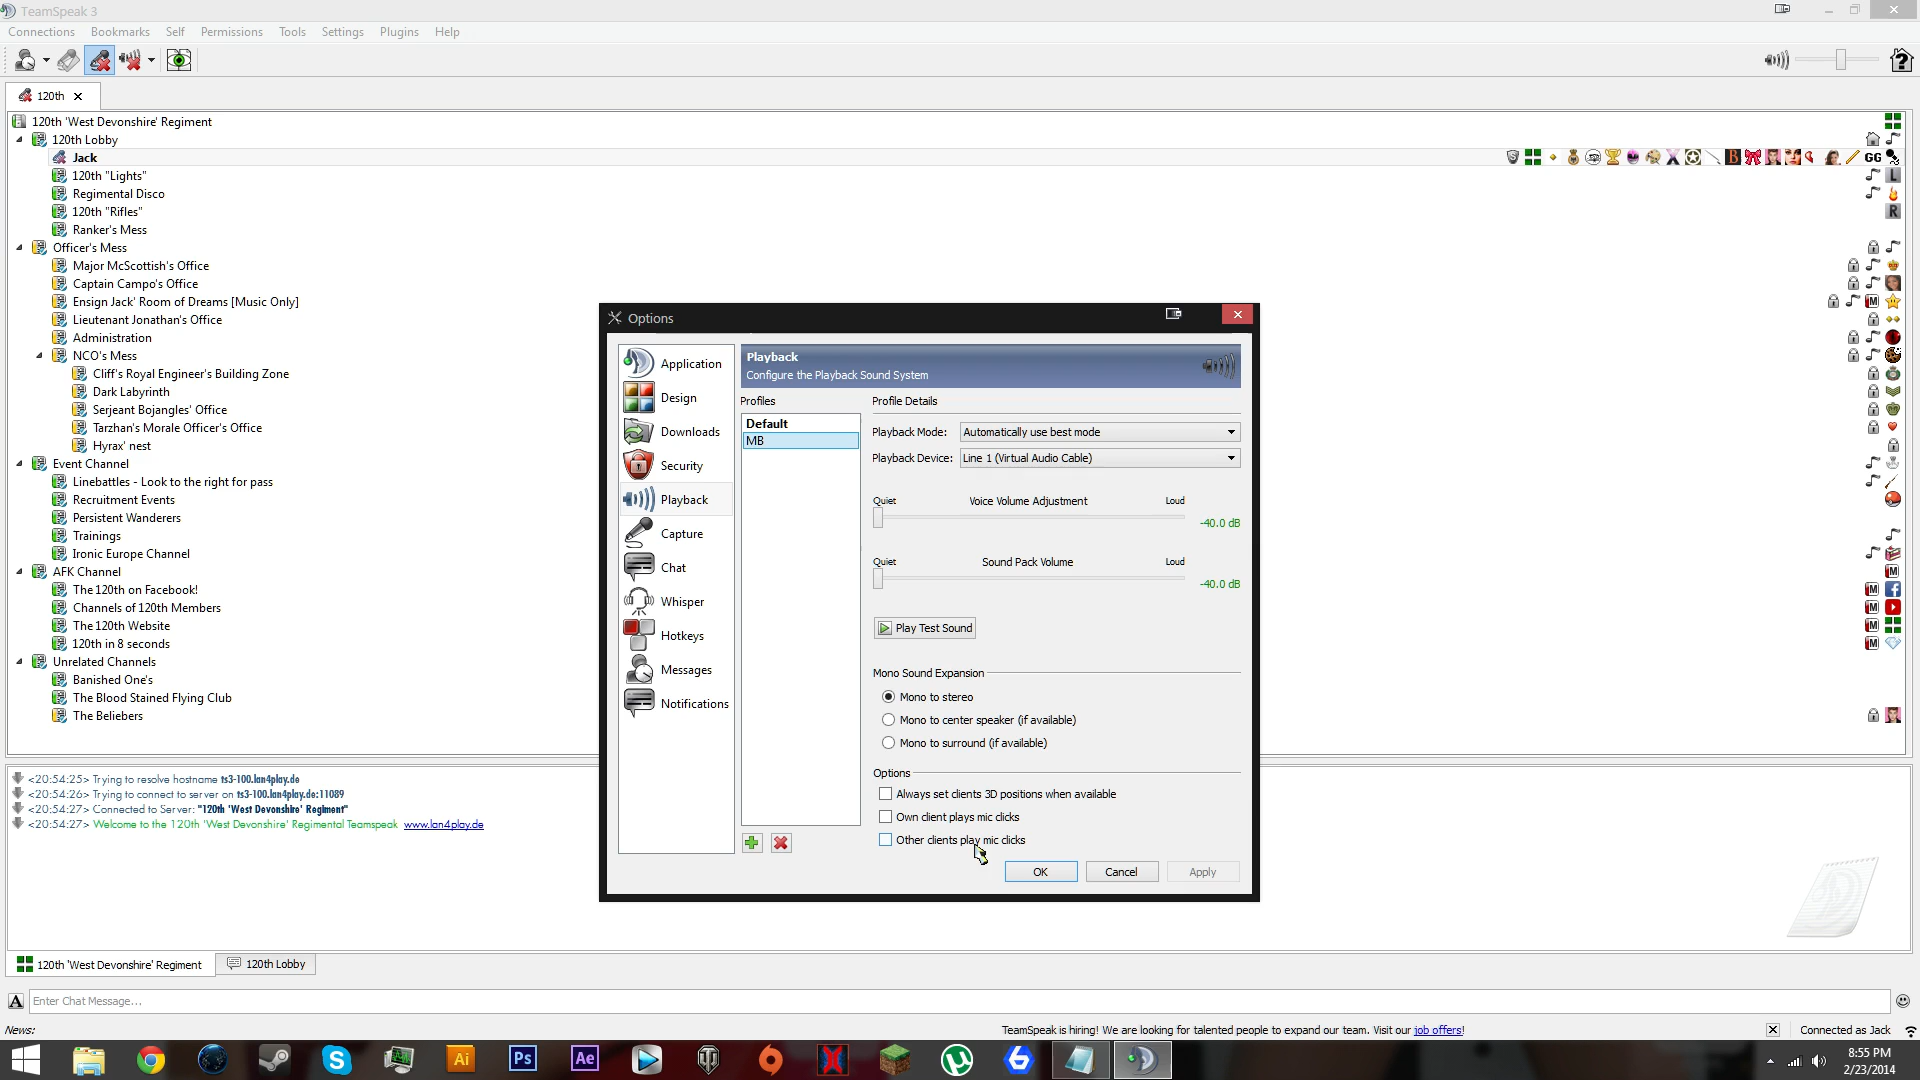 TeamSpeak 3
Connections Bookmarks Self Permissions Tools Settings Plugins Help
120th
120th 'West Devonshire' Regiment
120th Lobby
Jack
GG
120th "Lights"
L
Regimental Disco
120th "Rifles"
R
Ranker's Mess
Officer's Mess
Major McScottish's Office
Captain Campo's Office
Ensign Jack' Room of Dreams [Music Only]
Lieutenant Jonathan's Office
Administration
NCO's Mess
Cliff's Royal Engineer's Building Zone
Dark Labyrinth
Serjeant Bojangles' Office
Tarzhan's Morale Officer's Office
Hyrax' nest
Event Channel
Linebattles - Look to the right for pass
Recruitment Events
Persistent Wanderers
Trainings
Ironic Europe Channel
AFK Channel
The 120th on Facebook!
Channels of 120th Members
The 120th Website
120th in 8 seconds
Unrelated Channels
Banished One's
The Blood Stained Flying Club
The Beliebers
Options
Application
Design
Downloads
Security
Playback
Capture
Chat
Whisper
Hotkeys
Messages
Notifications
Playback
Configure the Playback Sound System
Profiles
Default
MB
Profile Details
Playback Mode: Automatically use best mode
Playback Device: Line 1 (Virtual Audio Cable)
Quiet Voice Volume Adjustment Loud
-40.0 dB
Quiet Sound Pack Volume Loud
-40.0 dB
Play Test Sound
Mono Sound Expansion
Mono to stereo
Mono to center speaker (if available)
Mono to surround (if available)
Options
Always set clients 3D positions when available
Own client plays mic clicks
Other clients play mic clicks
OK Cancel Apply
<20:54:25> Trying to resolve hostname ts3-100.lan4play.de
<20:54:26> Trying to connect to server on ts3-100.lan4play.de:11089
<20:54:27> Connected to Server: "120th 'West Devonshire' Regiment"
<20:54:27> Welcome to the 120th 'West Devonshire' Regimental Teamspeak www.lan4play.de
120th 'West Devonshire' Regiment 120th Lobby
A Enter Chat Message...
News: TeamSpeak is hiring! We are looking for talented people to expand our team. Visit our job offers! Connected as Jack
Ai Ps Ae
8:55 PM
2/23/2014